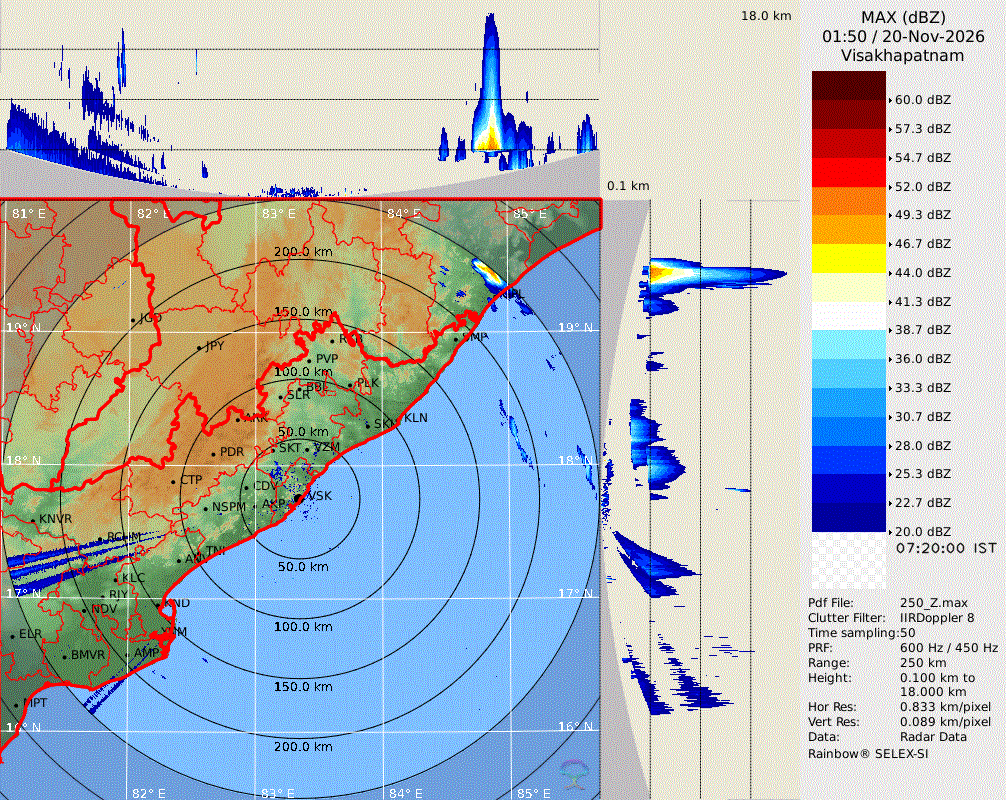 18.0 km
MAX (dBZ)
01:50 / 20-Nov-2026
Visakhapatnam
60.0 dBZ
57.3 dBZ
54.7 dBZ
52.0 dBZ
49.3 dBZ
46.7 dBZ
44.0 dBZ
41.3 dBZ
38.7 dBZ
36.0 dBZ
33.3 dBZ
30.7 dBZ
28.0 dBZ
25.3 dBZ
22.7 dBZ
20.0 dBZ
07:20:00 IST
Pdf File: 250_Z.max
Clutter Filter: IIRDoppler 8
Time sampling:50
PRF: 600 Hz / 450 Hz
Range: 250 km
Height: 0.100 km to
18.000 km
Hor Res: 0.833 km/pixel
Vert Res: 0.089 km/pixel
Data: Radar Data
Rainbow® SELEX-SI
0.1 km
81° E 82° E 83° E 84° E 85° E
200.0 km
150.0 km
19° N 19° N
JGD
JPY
PVP
100.0 km
BBL PLK
SLR
KLN
50.0 km
SKT VZM
PDR
18° N 18° N
CTP
CDV
VSK
NSPM AKP
KNVR
TNI
50.0 km
KLC
RJY
17° N 17° N
NDV
100.0 km
ELR
BMVR AMP
150.0 km
16° N 16° N
200.0 km
82° E 83° E 84° E 85° E